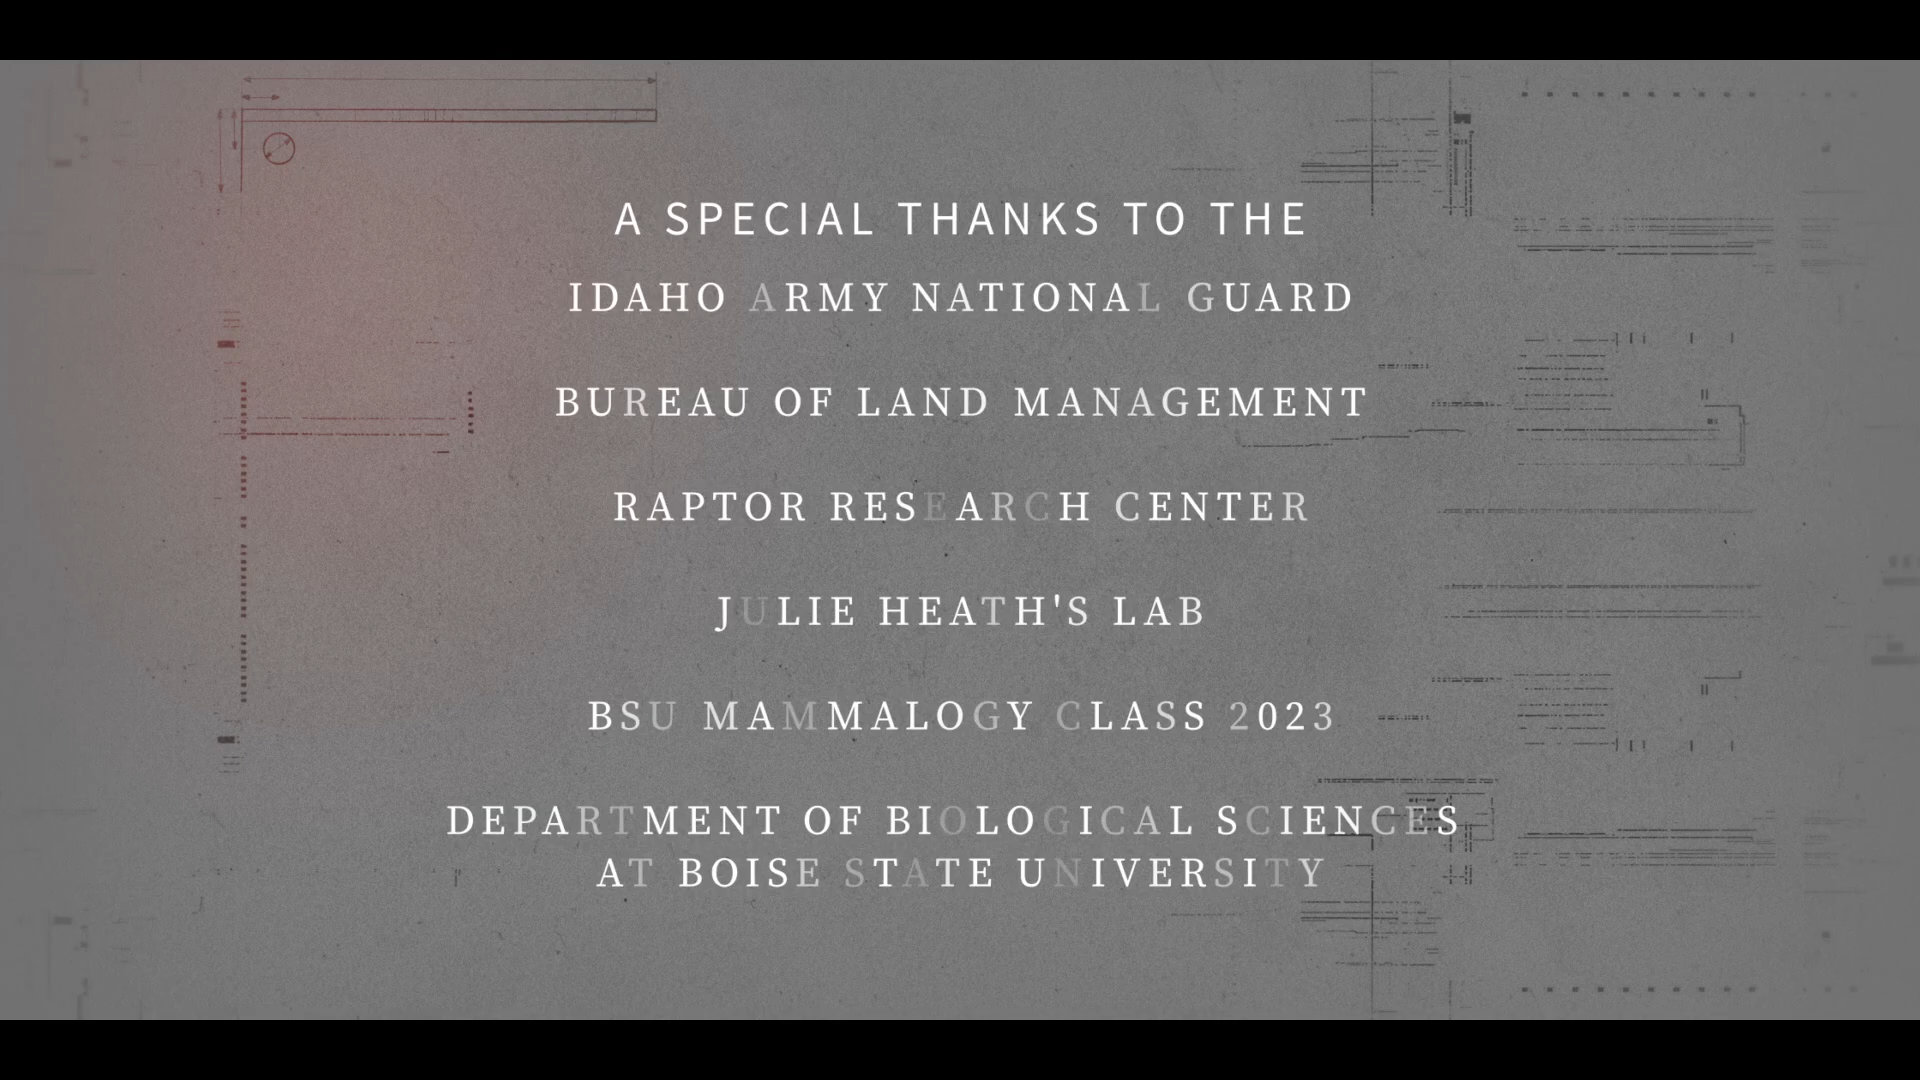 A SPECIAL THANKS TO THE
IDAHO ARMY NATIONAL GUARD
BUREAU OF LAND MANAGEMENT
RAPTOR RESEARCH CENTER
JULIE HEATH'S LAB
BSU MAMMALOGY CLASS 2023
DEPARTMENT OF BIOLOGICAL SCIENCES
AT BOISE STATE UNIVERSITY